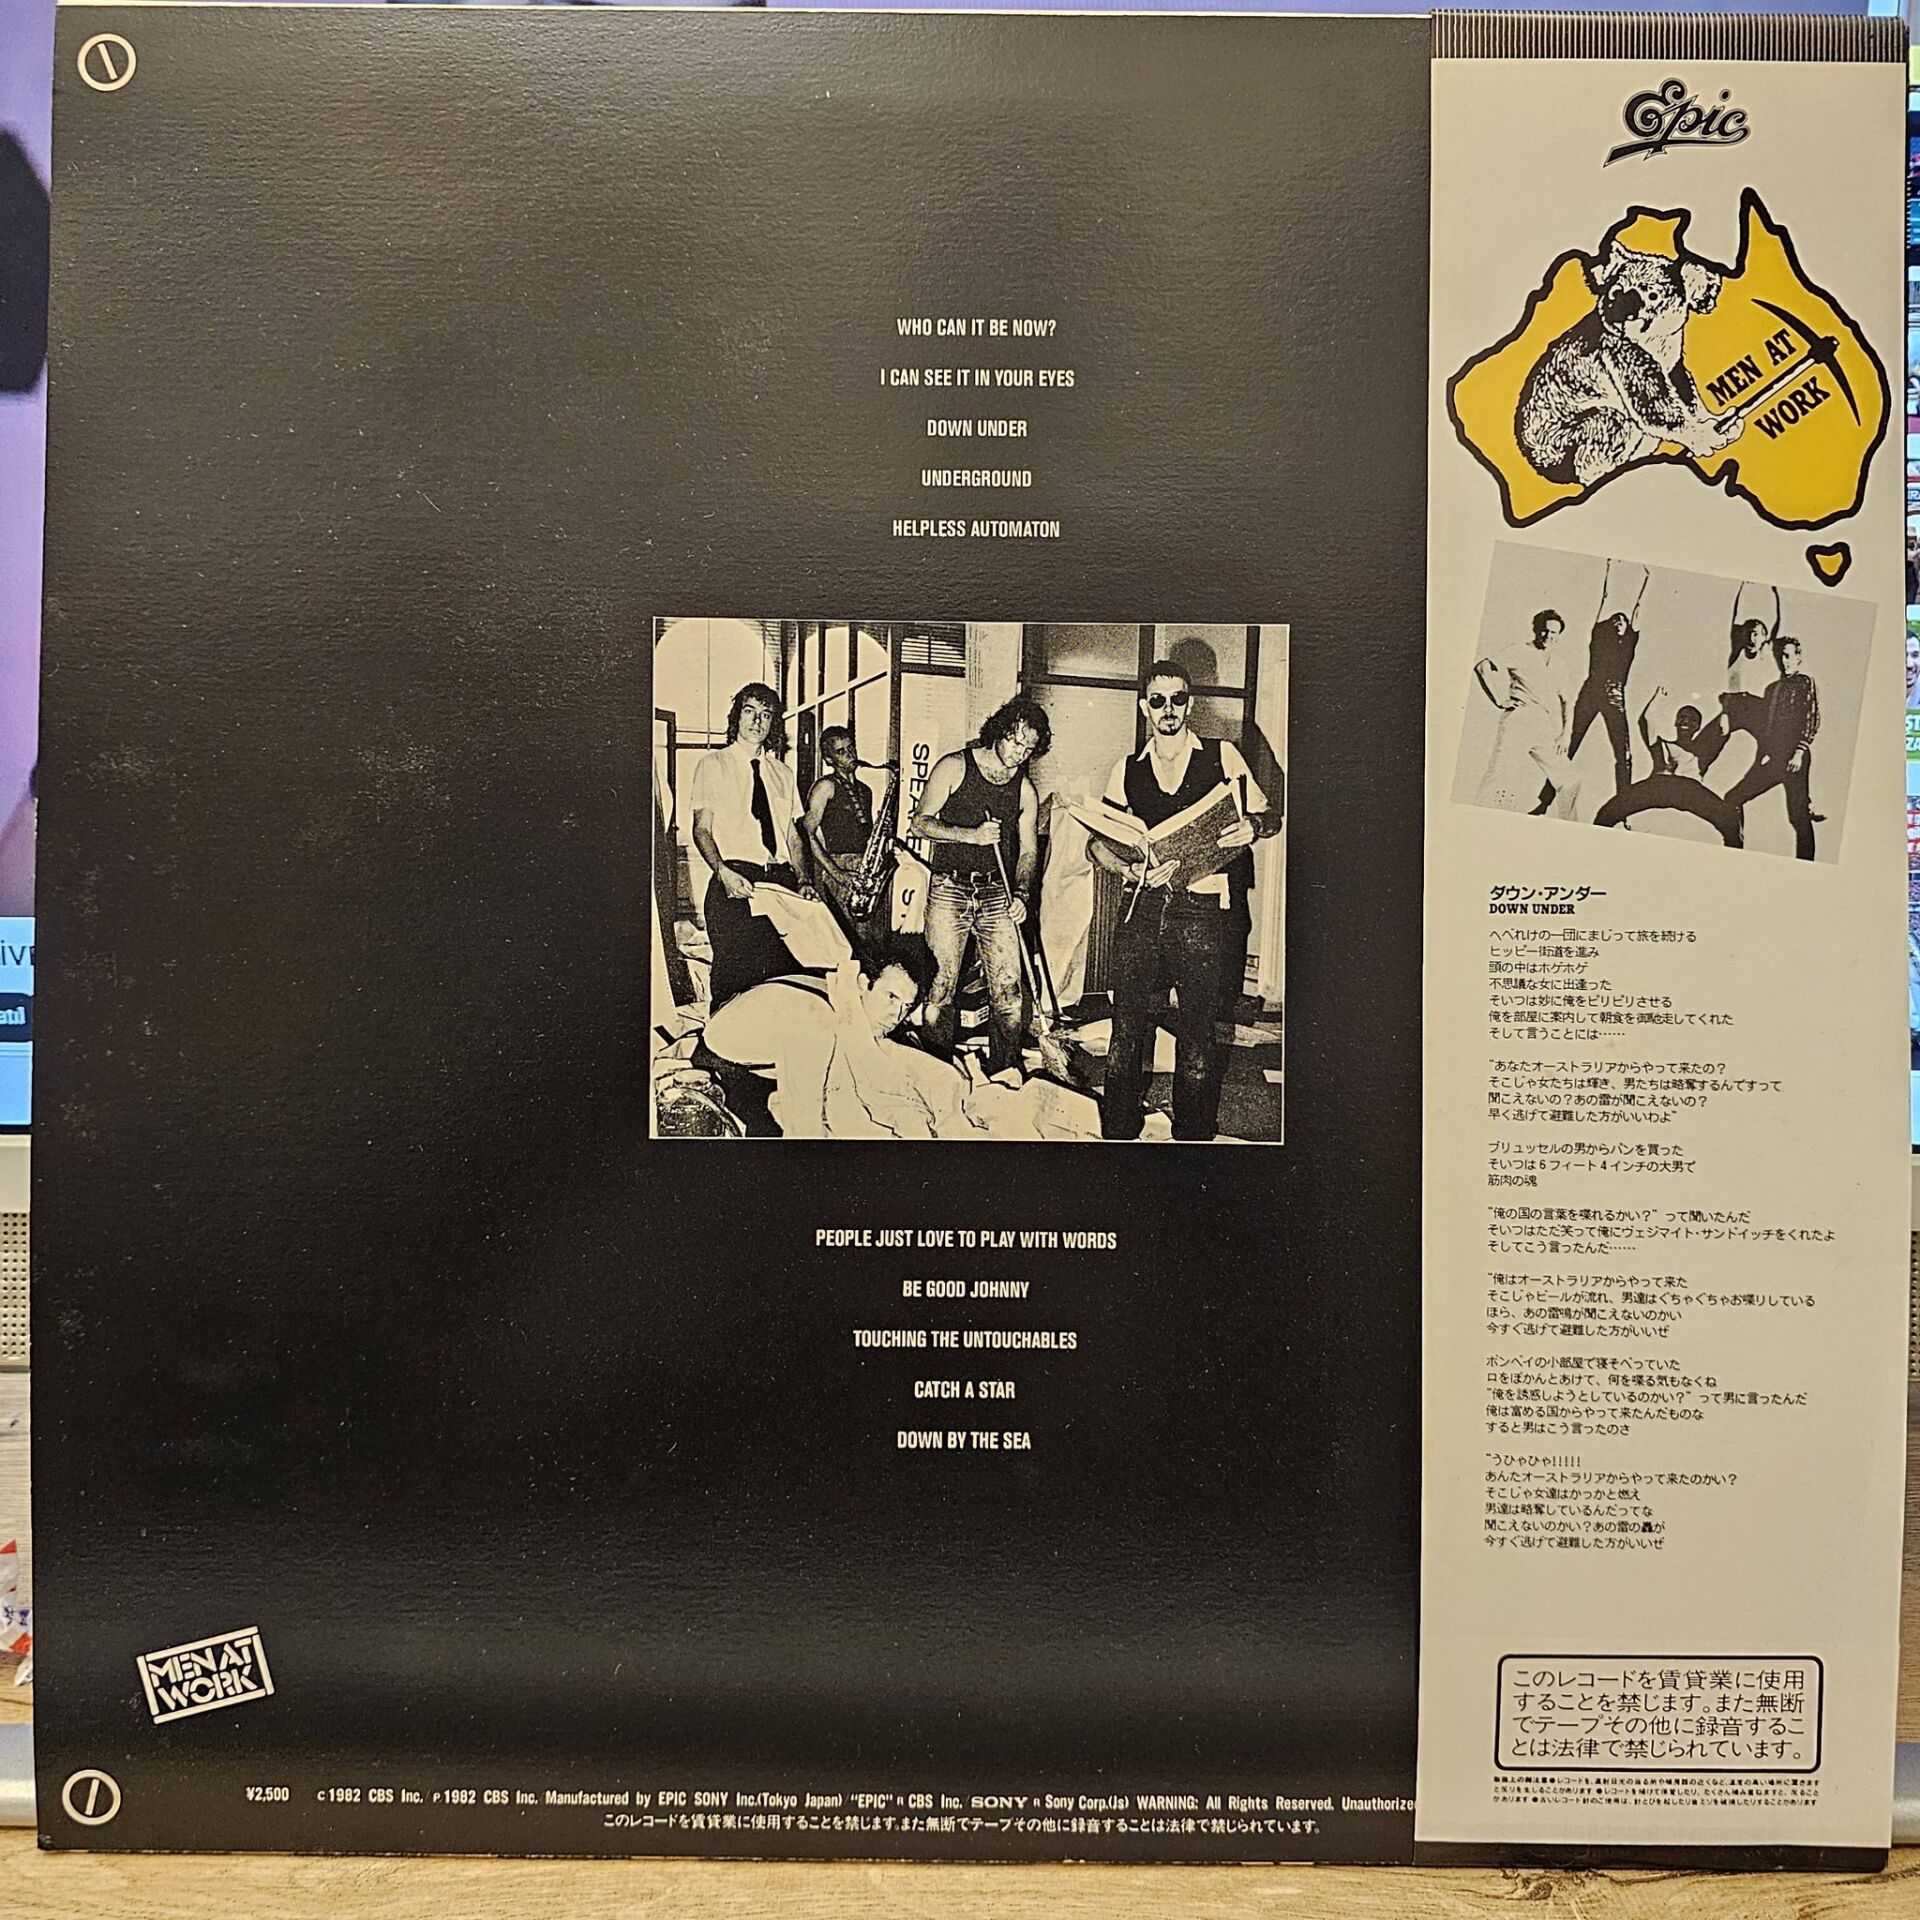 WHO CAN IT BE NOW?
I CAN SEE IT IN YOUR EYES
DOWN UNDER
UNDERGROUND
HELPLESS AUTOMATON
PEOPLE JUST LOVE TO PLAY WITH WORDS
BE GOOD JOHNNY
TOUCHING THE UNTOUCHABLES
CATCH A STAR
DOWN BY THE SEA
MEN AT
WORK
¥2,500 © 1982 CBS Inc. ℗ 1982 CBS Inc. Manufactured by EPIC SONY Inc.(Tokyo Japan) "EPIC" CBS Inc. SONY Sony Corp.(Js) WARNING: All Rights Reserved.
このレコードを賃貸業に使用することを禁じます。また無断でテープその他に録音することは法律で禁じられています。
Epic
MEN AT
WORK
ダウン・アンダー
DOWN UNDER
へべれけの一団にまじって旅を続ける
ヒッピー街道を進み
頭の中はホゲホゲ
不思議な女に出逢った
そいつは妙に俺をピリピリさせる
俺を部屋に案内して朝食を御馳走してくれた
そして言うことには……
"あなたオーストラリアからやって来たの？
そこじゃ女たちは輝き、男たちは略奪するんですって
聞こえないの？あの雷が聞こえないの？
早く逃げて避難した方がいいわよ"
ブリュッセルの男からパンを買った
そいつは6フィート4インチの大男で
筋肉の魂
"俺の国の言葉を喋れるかい？" って聞いたんだ
そいつはただ笑って俺にヴェジマイト・サンドイッチをくれたよ
そしてこう言ったんだ……
"俺はオーストラリアからやって来た
そこじゃビールが流れ、男達はぐちゃぐちゃお喋りしている
ほら、あの雷鳴が聞こえないのかい
今すぐ逃げて避難した方がいいぜ
ボンベイの小部屋で寝そべっていた
口をぽかんとあけて、何を喋る気もなくね
"俺を誘惑しようとしているのかい？" って男に言ったんだ
俺は富める国からやって来たんだものな
すると男はこう言ったのさ
"うひゃひゃ!!!!!
あんたオーストラリアからやって来たのかい？
そこじゃ女達はかっかと燃え
男達は略奪しているんだってな
聞こえないのかい？あの雷の轟が
今すぐ逃げて避難した方がいいぜ
このレコードを賃貸業に使用
することを禁じます。また無断
でテープその他に録音するこ
とは法律で禁じられています。